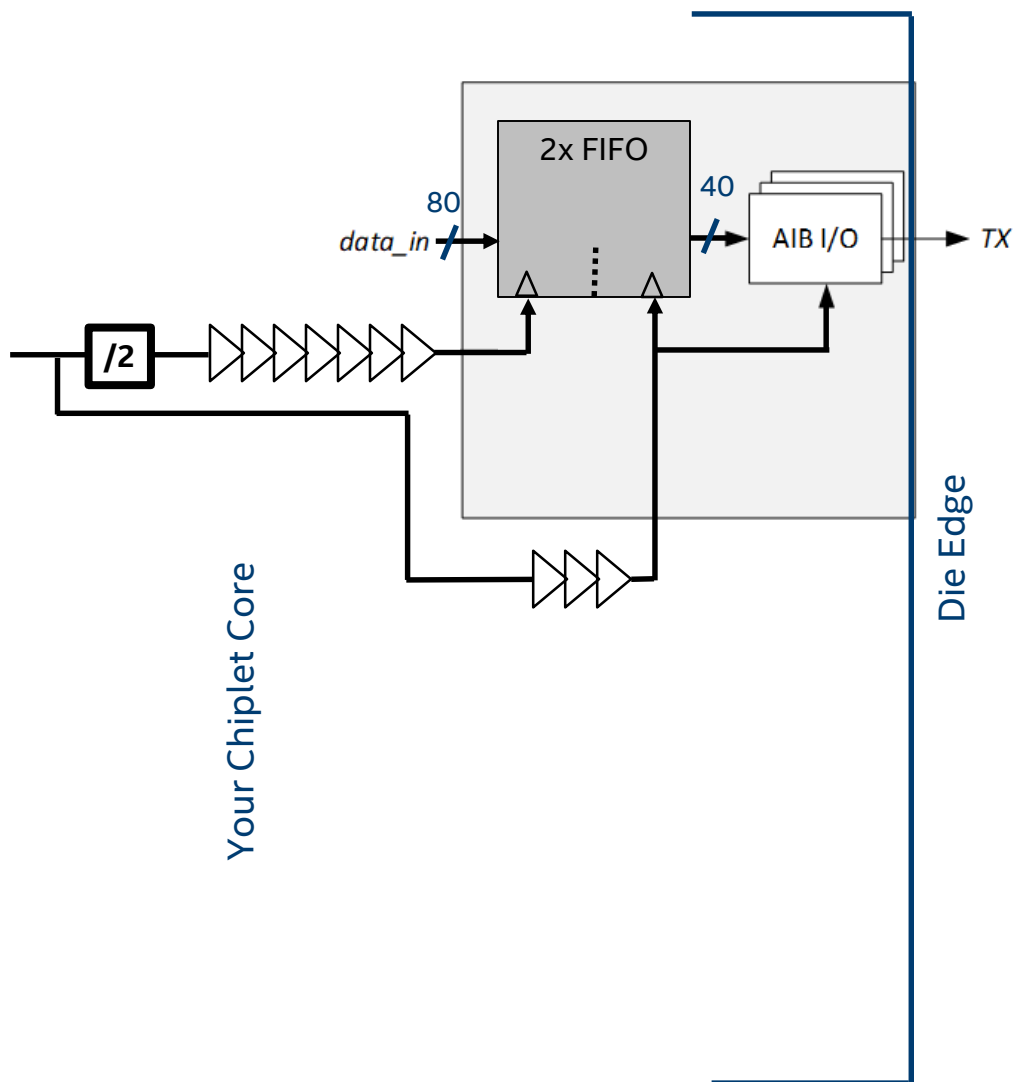 2x FIFO
80
40
data_in
AIB I/O
TX
/2
Die Edge
Your Chiplet Core